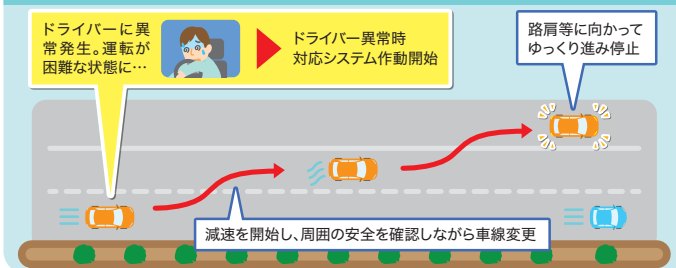 ドライバーに異
常発生。運転が
困難な状態に…
ドライバー異常時
対応システム作動開始
路肩等に向かって
ゆっくり進み停止
減速を開始し、周囲の安全を確認しながら車線変更